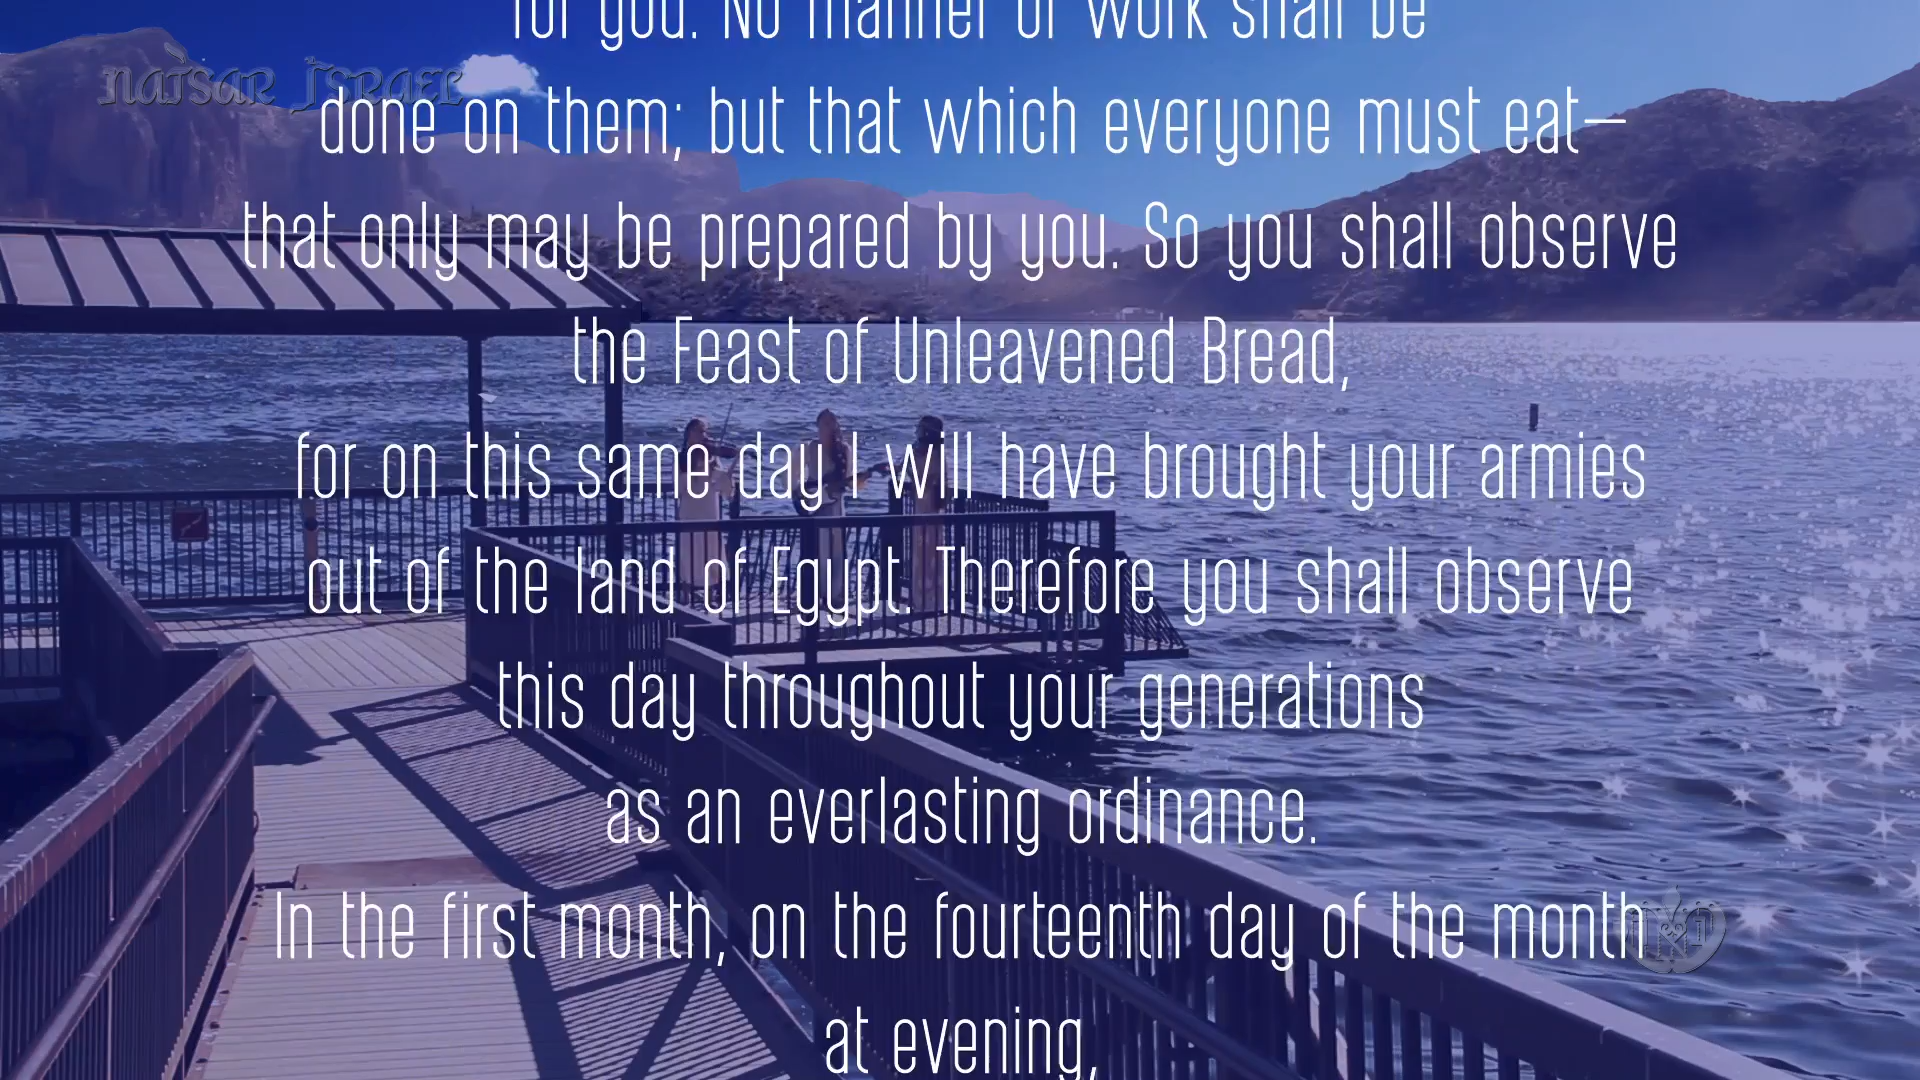 for you. No manner of work shall be
NATSAR ISRAEL
done on them; but that which everyone must eat—
that only may be prepared by you. So you shall observe
the Feast of Unleavened Bread,
for on this same day I will have brought your armies
out of the land of Egypt. Therefore you shall observe
this day throughout your generations
as an everlasting ordinance.
In the first month, on the fourteenth day of the month
at evening,